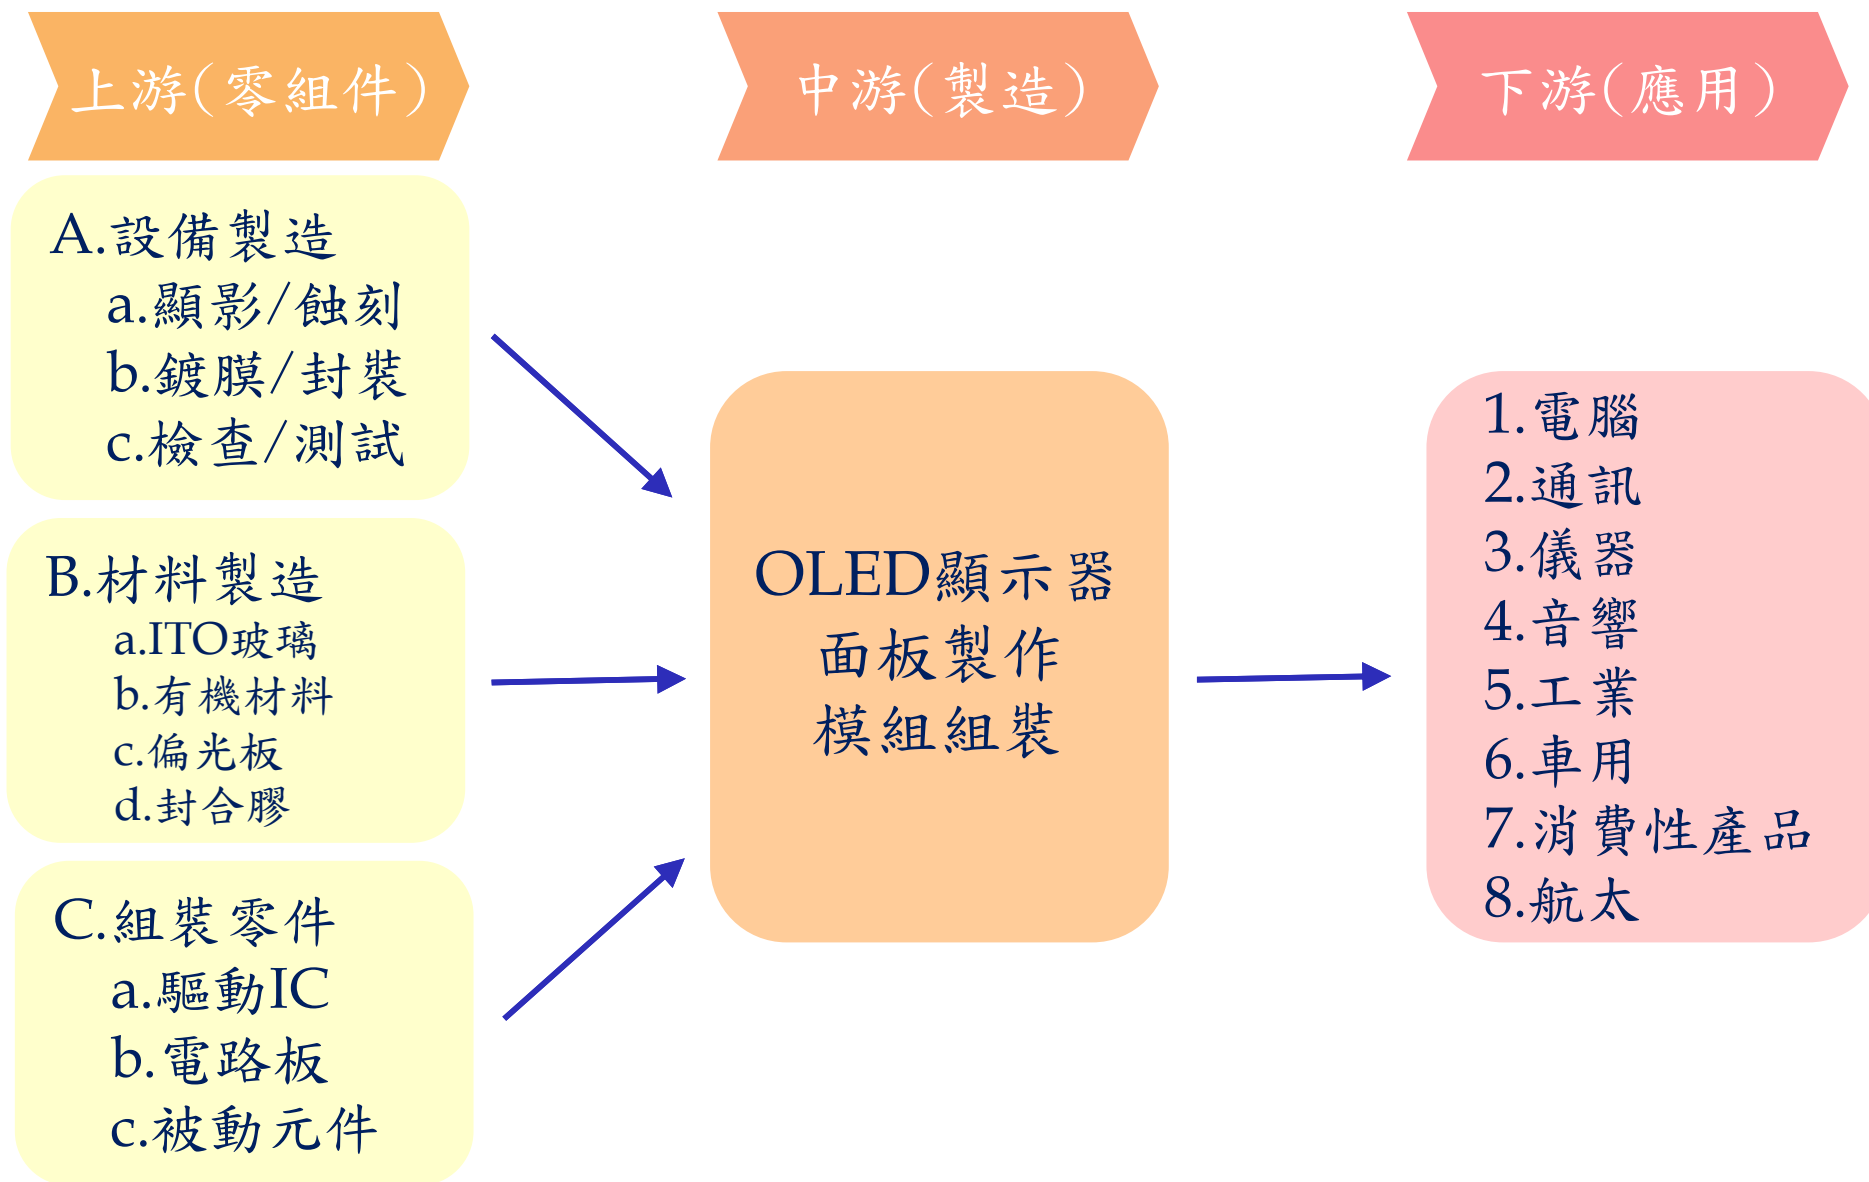 上游(零組件)
中游(製造)
下游(應用)
A.設備製造
a.顯影/蝕刻
b.鍍膜/封裝
c.檢查/測試
B.材料製造
a.ITO玻璃
b.有機材料
c.偏光板
d.封合膠
C.組裝零件
a.驅動IC
b.電路板
c.被動元件
OLED顯示器
面板製作
模組組裝
1.電腦
2.通訊
3.儀器
4.音響
5.工業
6.車用
7.消費性產品
8.航太